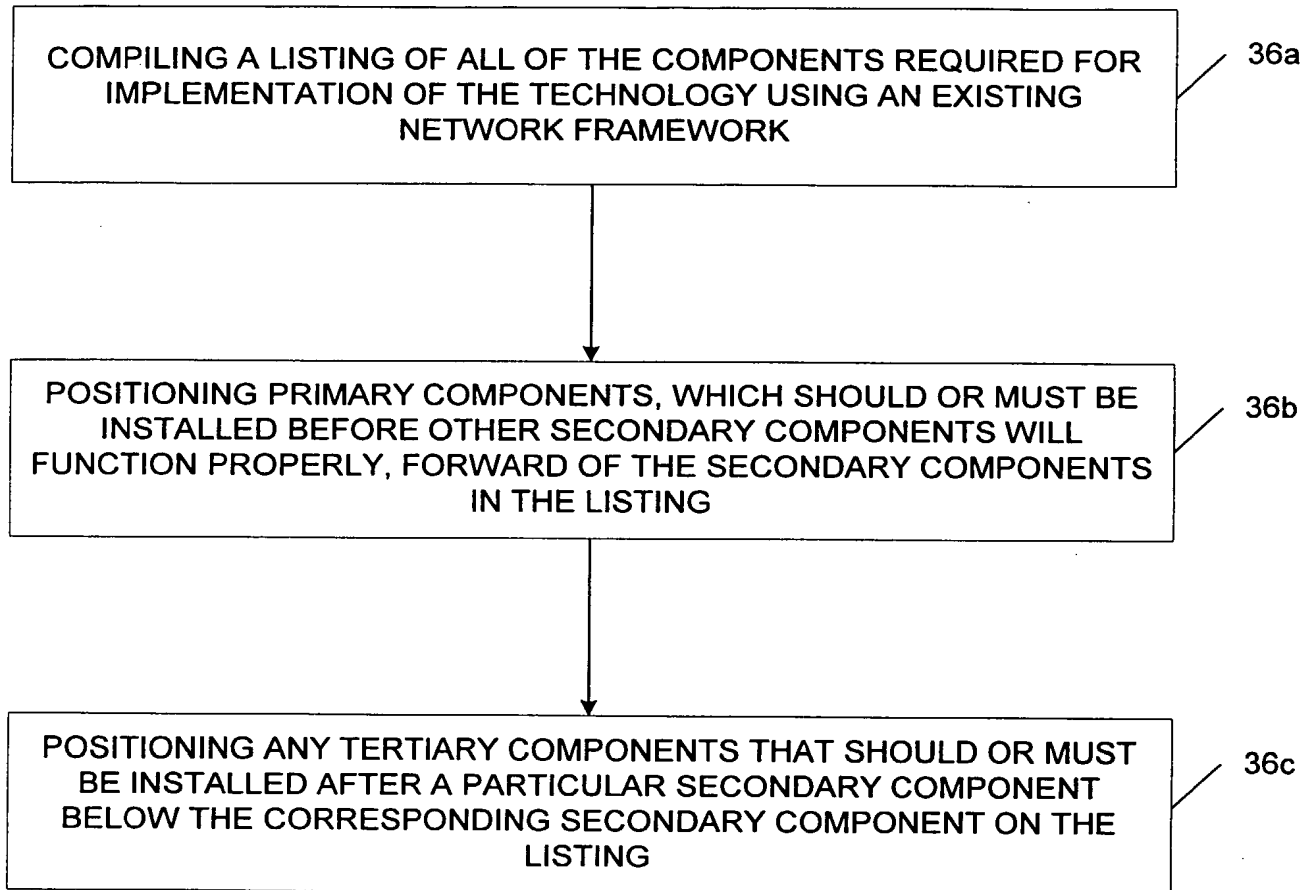 COMPILING A LISTING OF ALL OF THE COMPONENTS REQUIRED FOR
IMPLEMENTATION OF THE TECHNOLOGY USING AN EXISTING
NETWORK FRAMEWORK
36a
POSITIONING PRIMARY COMPONENTS, WHICH SHOULD OR MUST BE
INSTALLED BEFORE OTHER SECONDARY COMPONENTS WILL
FUNCTION PROPERLY, FORWARD OF THE SECONDARY COMPONENTS
IN THE LISTING
36b
POSITIONING ANY TERTIARY COMPONENTS THAT SHOULD OR MUST
BE INSTALLED AFTER A PARTICULAR SECONDARY COMPONENT
BELOW THE CORRESPONDING SECONDARY COMPONENT ON THE
LISTING
36c